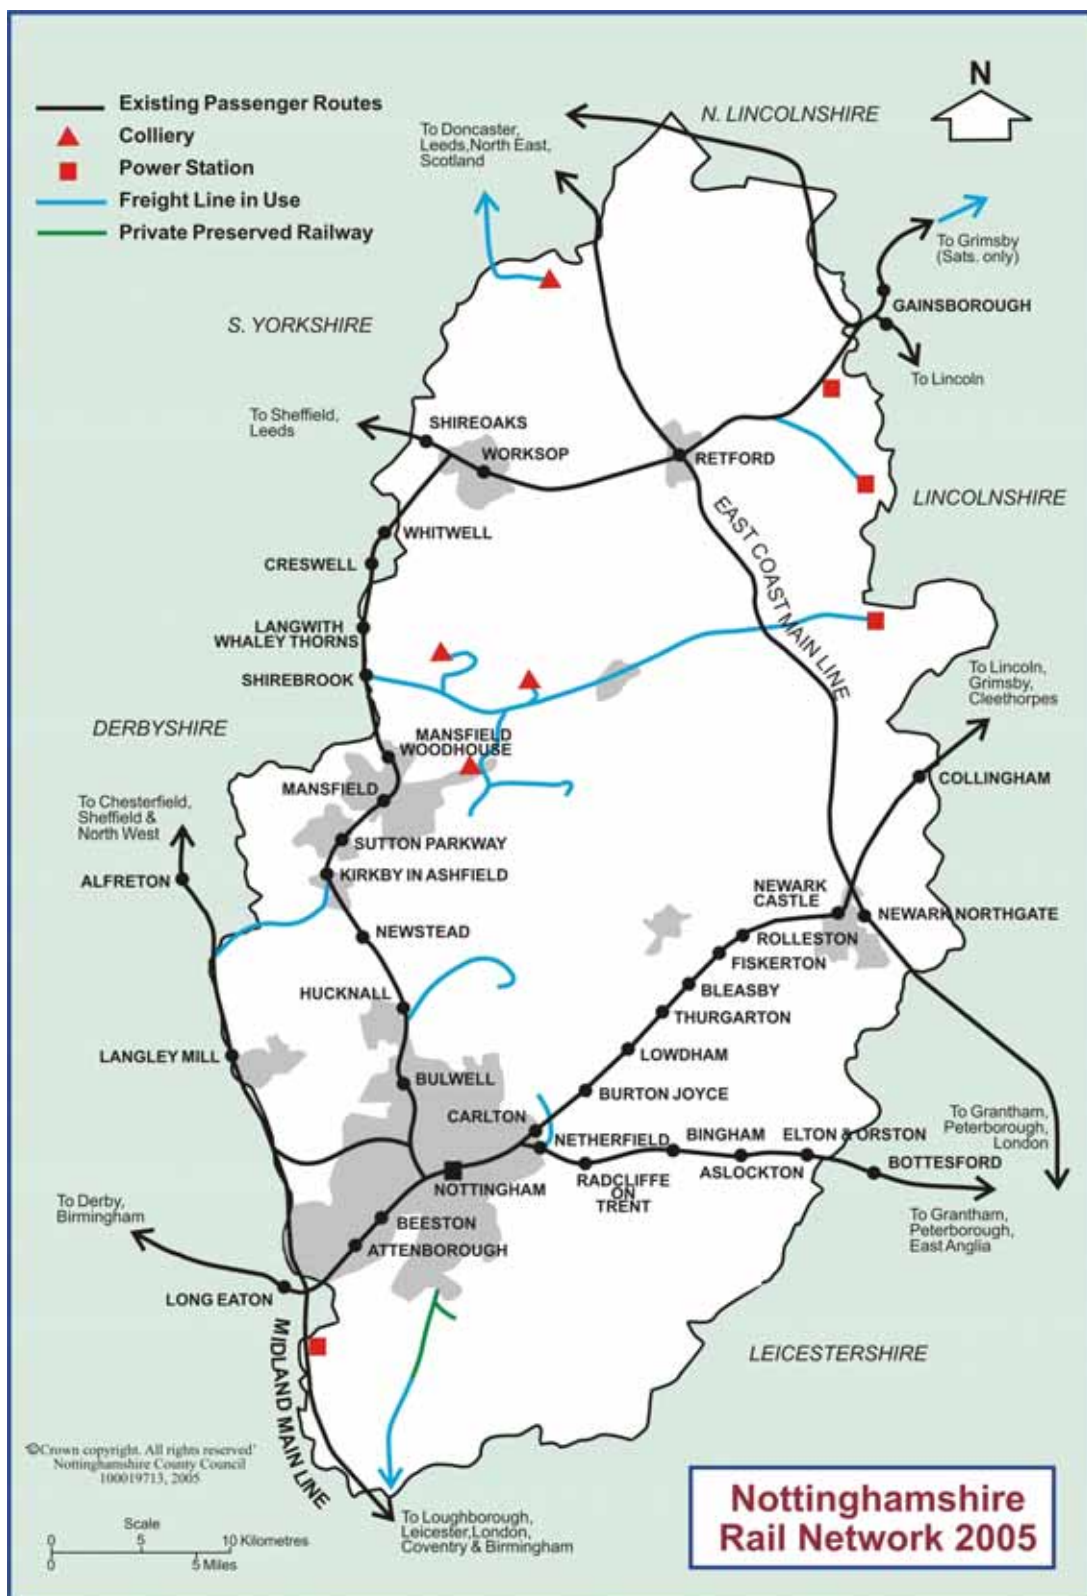 N
Existing Passenger Routes
Colliery
Power Station
Freight Line in Use
Private Preserved Railway
N. LINCOLNSHIRE
To Doncaster,
Leeds,North East,
Scotland
To Grimsby
(Sats. only)
GAINSBOROUGH
S. YORKSHIRE
To Lincoln
To Sheffield,
Leeds
SHIREOAKS
WORKSOP
RETFORD
LINCOLNSHIRE
EAST COAST MAIN LINE
WHITWELL
CRESWELL
LANGWITH
WHALEY THORNS
SHIREBROOK
To Lincoln,
Grimsby,
Cleethorpes
DERBYSHIRE
MANSFIELD
WOODHOUSE
COLLINGHAM
MANSFIELD
To Chesterfield,
Sheffield &
North West
SUTTON PARKWAY
ALFRETON
KIRKBY IN ASHFIELD
NEWARK
CASTLE
NEWARK NORTHGATE
NEWSTEAD
ROLLESTON
FISKERTON
HUCKNALL
BLEASBY
THURGARTON
LANGLEY MILL
LOWDHAM
BULWELL
BURTON JOYCE
CARLTON
To Grantham,
Peterborough,
London
NETHERFIELD
BINGHAM
ELTON & ORSTON
ASLOCKTON
BOTTESFORD
NOTTINGHAM
RADCLIFFE
ON
TRENT
To Derby,
Birmingham
BEESTON
To Grantham,
Peterborough,
East Anglia
ATTENBOROUGH
LONG EATON
MIDLAND MAIN LINE
LEICESTERSHIRE
'©Crown copyright. All rights reserved'
Nottinghamshire County Council
100019713, 2005
Scale
0 5 10 Kilometres
0 5 Miles
To Loughborough,
Leicester,London,
Coventry & Birmingham
Nottinghamshire
Rail Network 2005